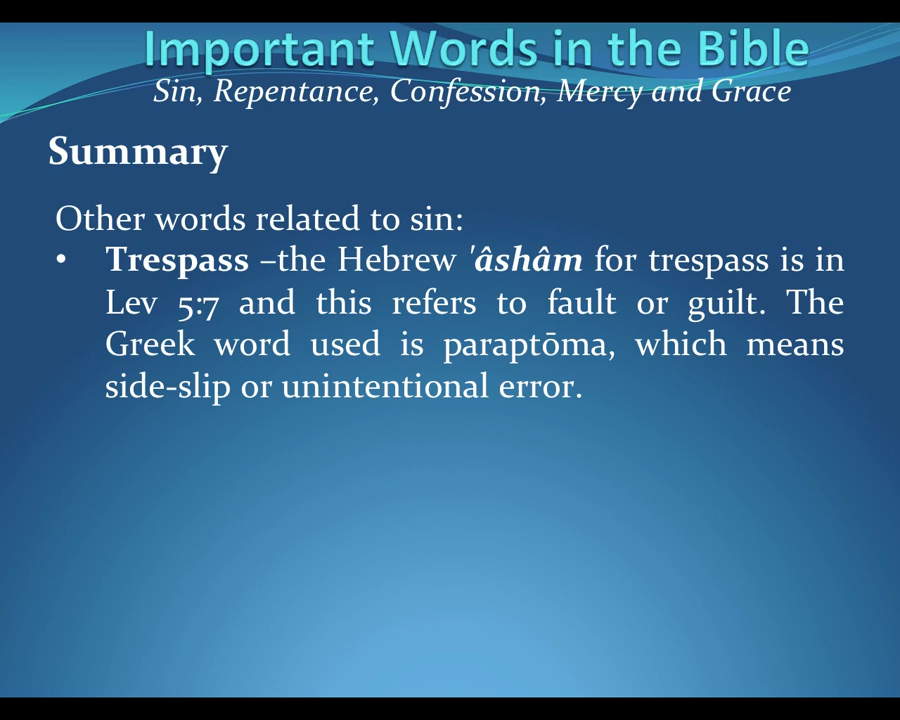 Important Words in the Bible
Sin, Repentance, Confession, Mercy and Grace
Summary
Other words related to sin:
• Trespass –the Hebrew 'âshâm for trespass is in
Lev 5:7 and this refers to fault or guilt. The
Greek word used is paraptōma, which means
side-slip or unintentional error.